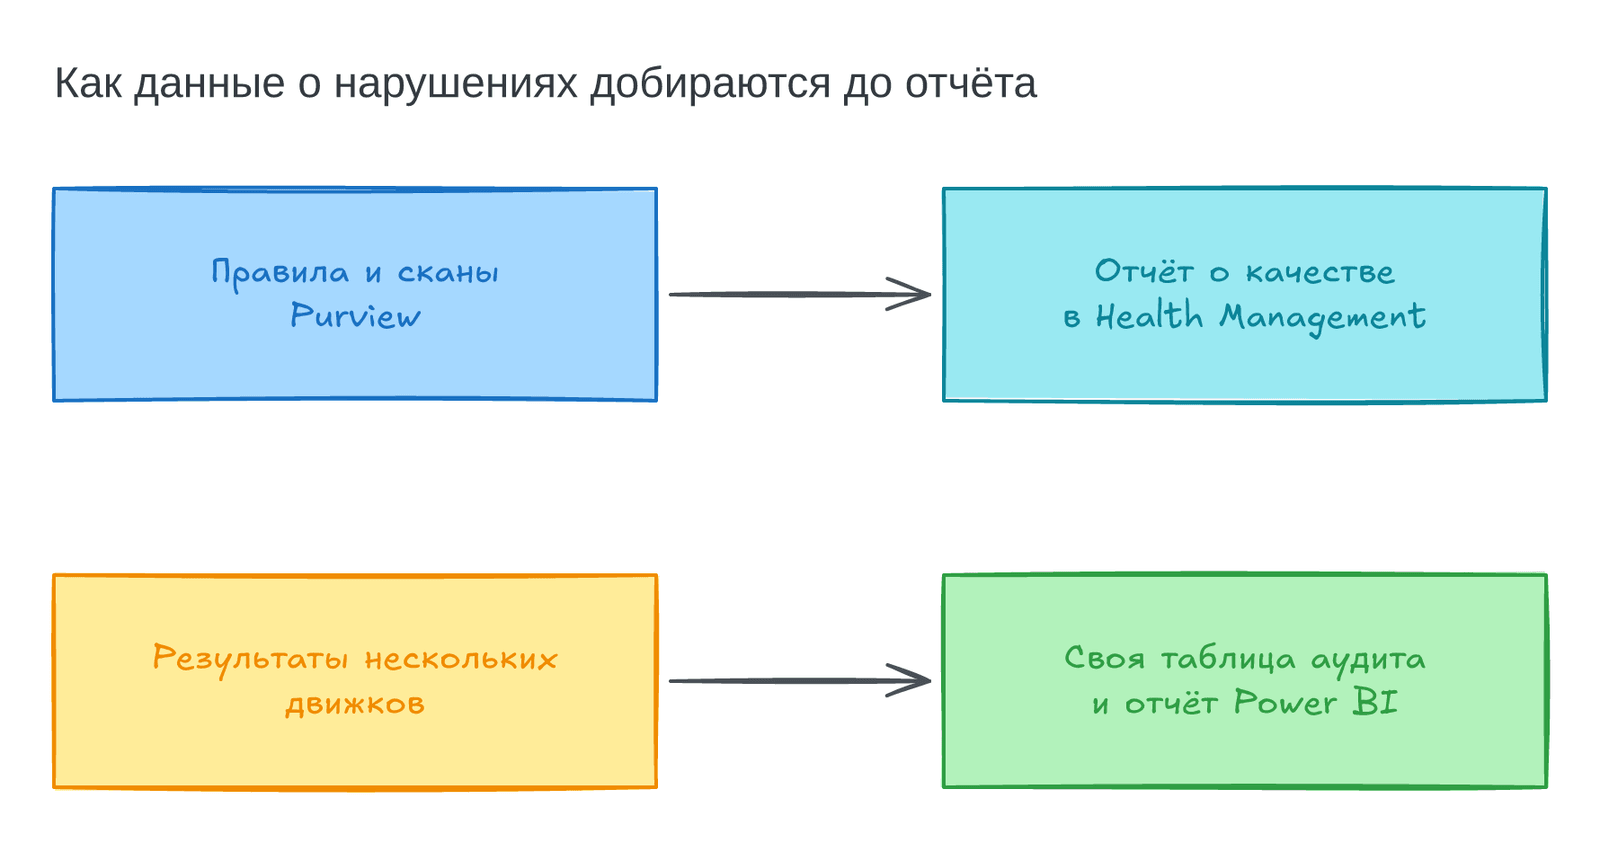 Как данные о нарушениях добираются до отчёта
Правила и сканы
Purview
Отчёт о качестве
в Health Management
Результаты нескольких
движков
Своя таблица аудита
и отчёт Power BI